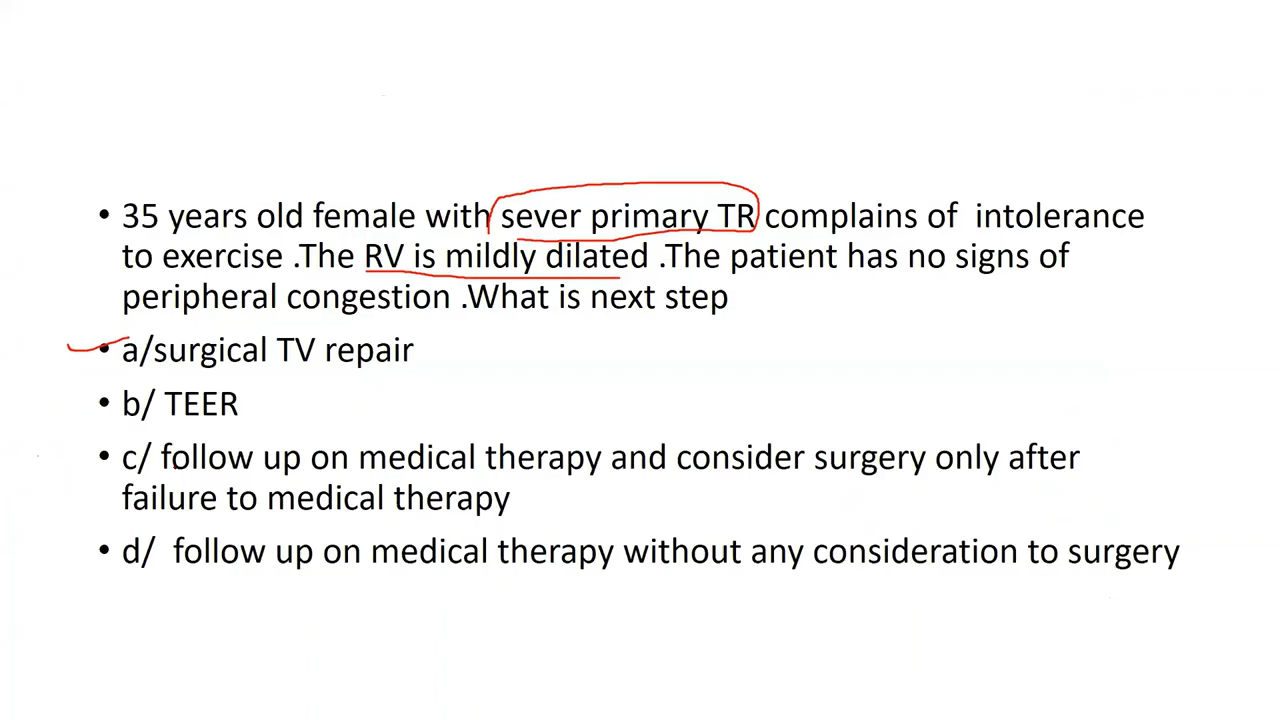 • 35 years old female with sever primary TR complains of  intolerance
to exercise .The RV is mildly dilated .The patient has no signs of
peripheral congestion .What is next step
• a/surgical TV repair
• b/ TEER
• c/ follow up on medical therapy and consider surgery only after
failure to medical therapy
• d/  follow up on medical therapy without any consideration to surgery